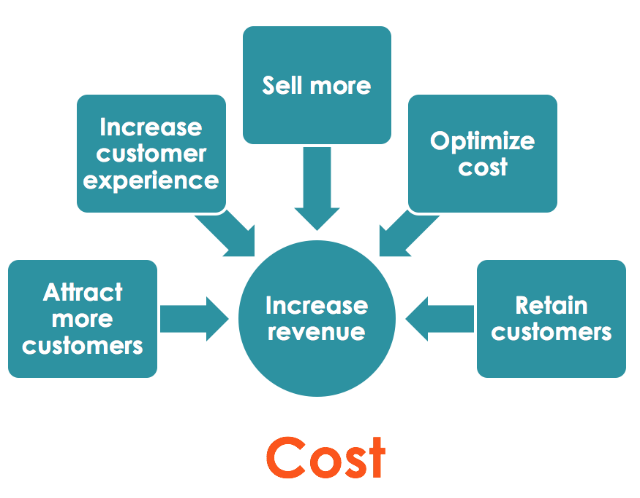 Sell more
Increase
customer
experience
Optimize
cost
Attract
more
customers
Increase
revenue
Retain
customers
Cost